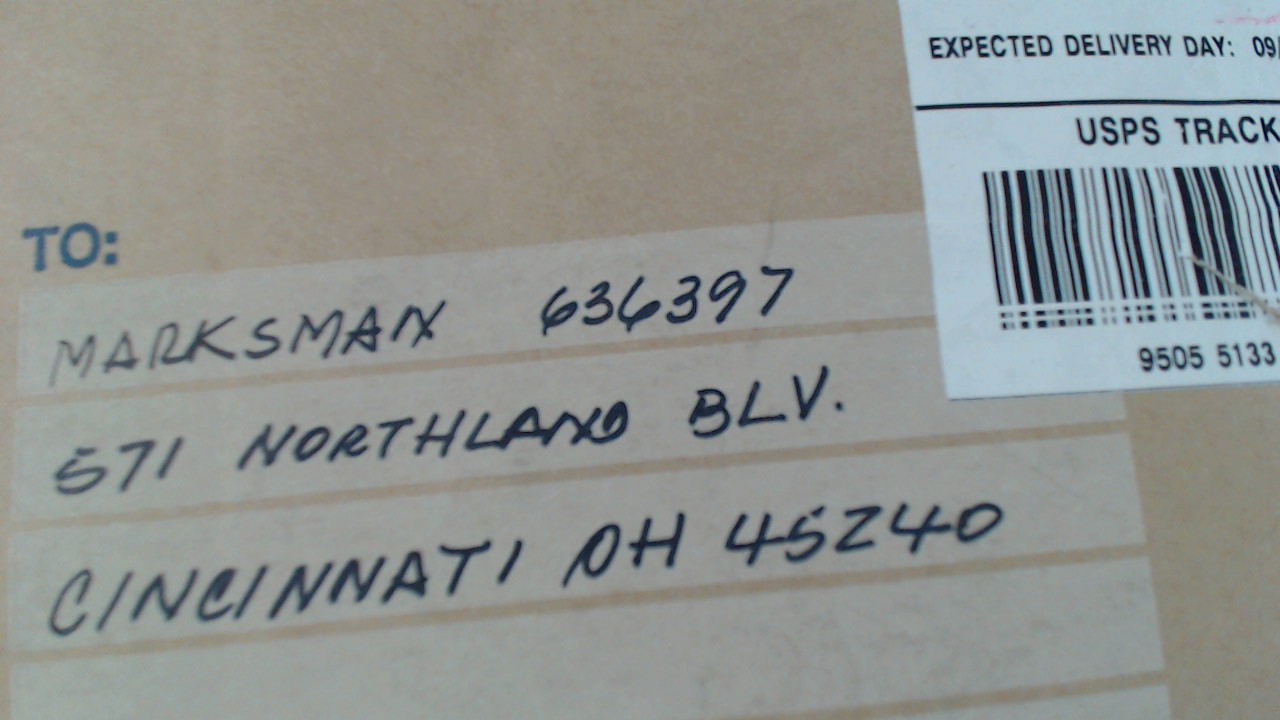 EXPECTED DELIVERY DAY: 09/
USPS TRACK
9505 5133
TO:
MARKSMAN 636397
571 NORTHLAND BLV.
CINCINNATI OH 45240